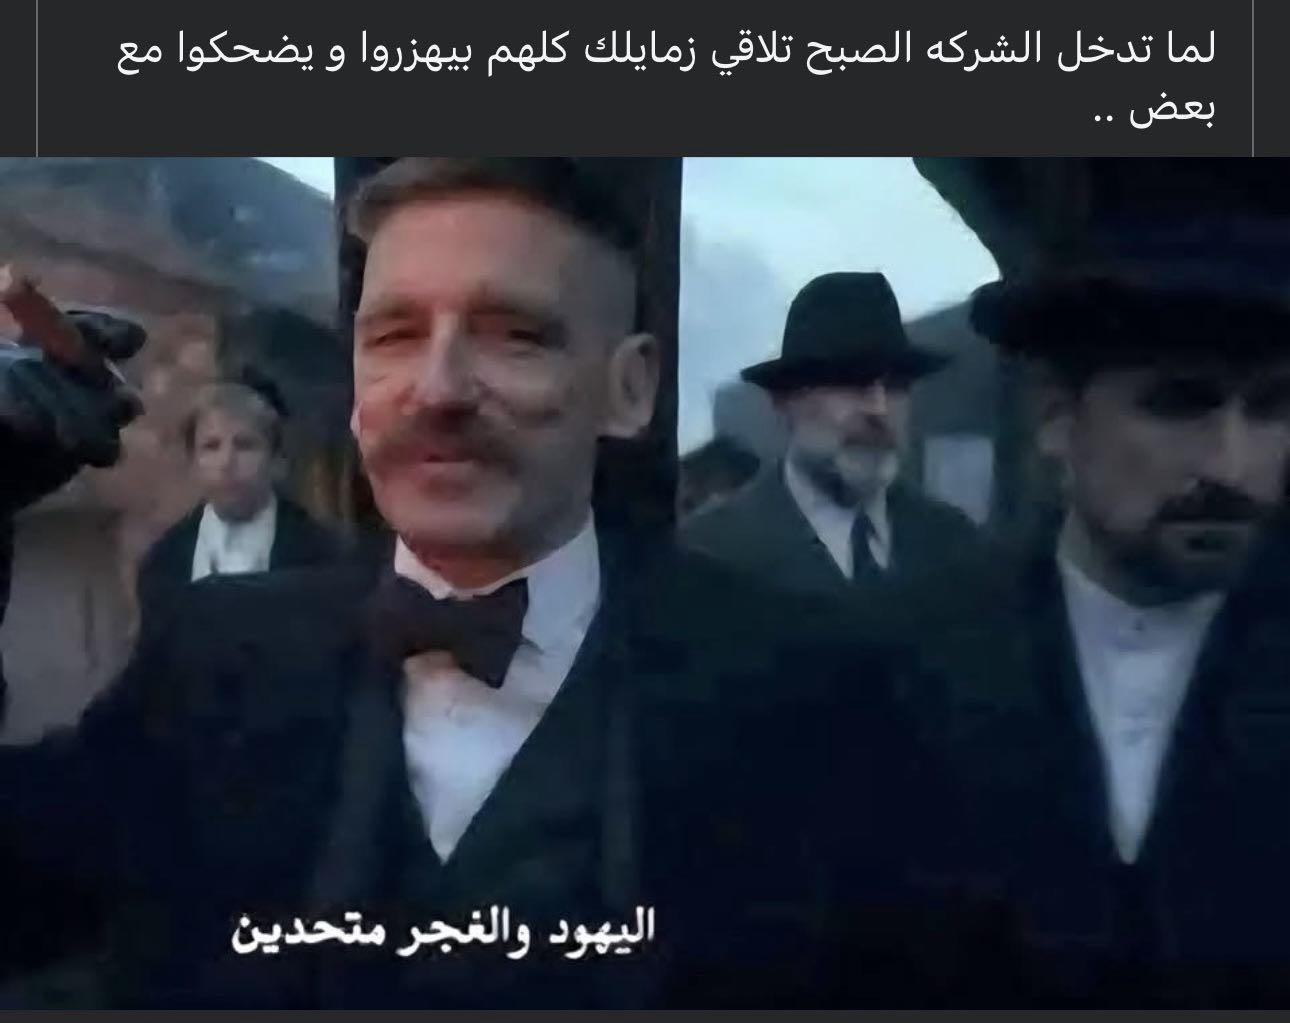 لما تدخل الشركه الصبح تلاقي زمايلك كلهم بيهزروا و يضحكوا مع
بعض ..
اليهود والغجر متحدين